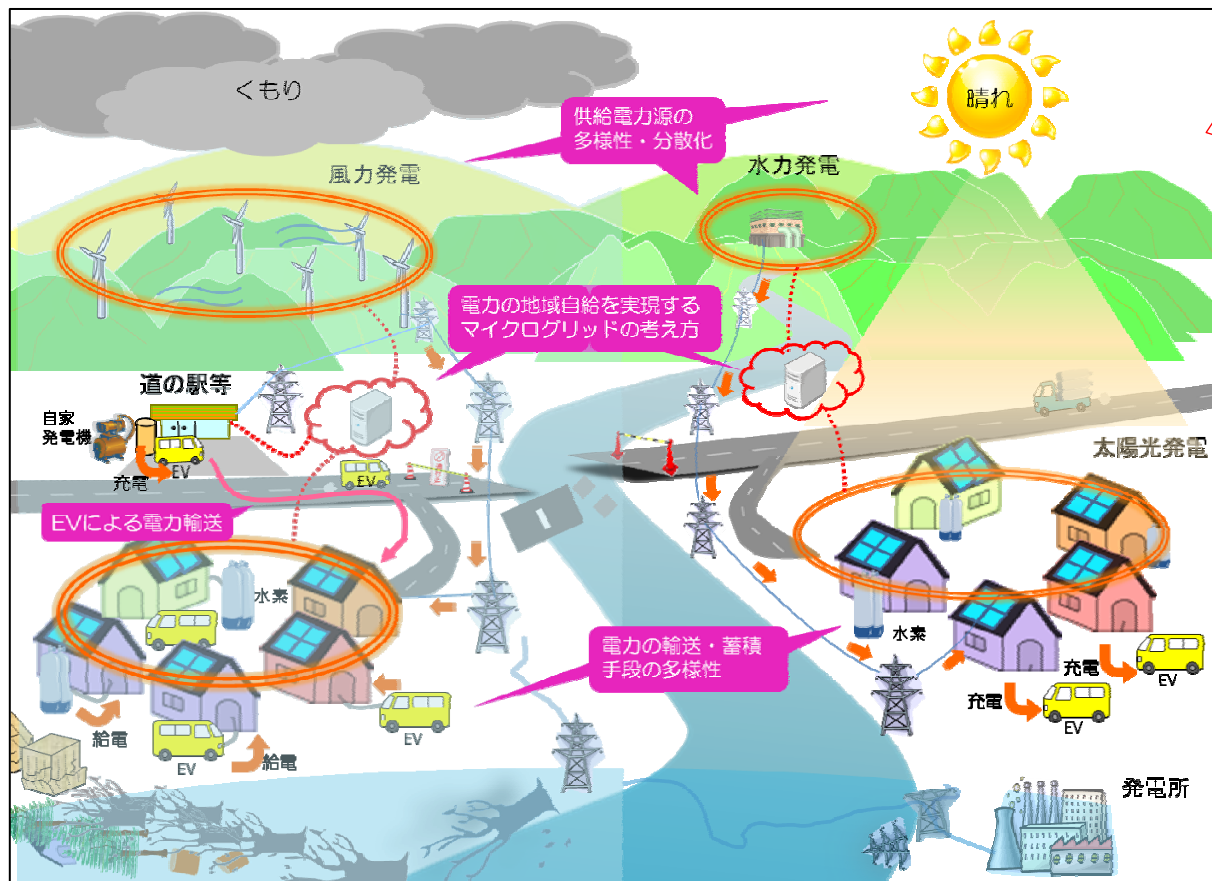 くもり
晴れ
供給電力源の
多様性・分散化
風力発電
水力発電
電力の地域自給を実現する
マイクログリッドの考え方
道の駅等
自家
発電機
EV
充電
EV
太陽光発電
EVによる電力輸送
水素
水素
電力の輸送・蓄積
手段の多様性
充電
EV
充電
EV
EV
給電
EV
給電
発電所